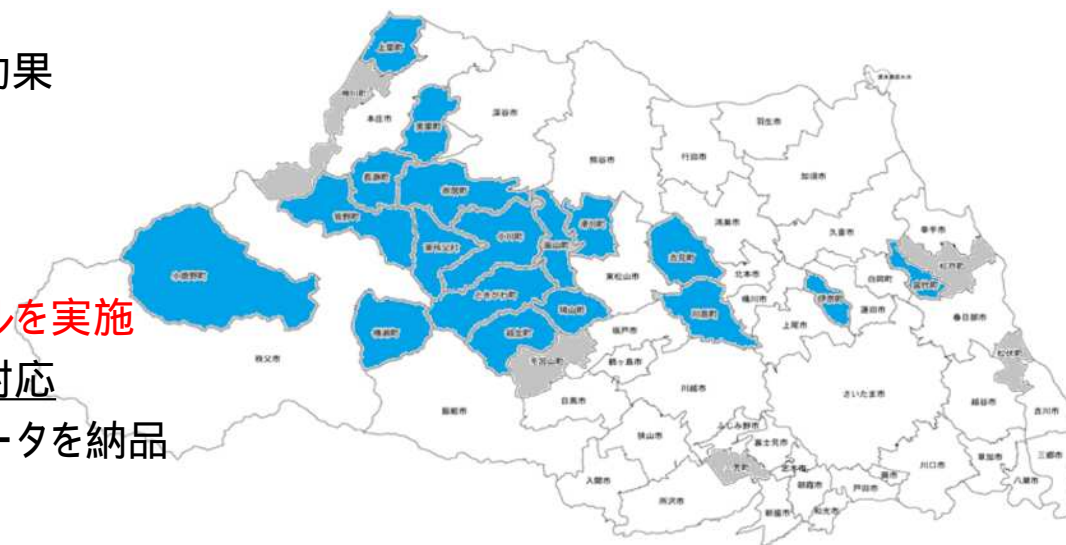 効果
ルを実施
対応
ータを納品
上里町
神川町
本庄市
美里町
深谷市
熊谷市
行田市
羽生市
加須市
長瀞町
寄居町
皆野町
小川町
嵐山町
滑川町
東秩父村
ときがわ町
鳩山町
越生町
毛呂山町
小鹿野町
横瀬町
秩父市
飯能市
日高市
東松山市
吉見町
川島町
鴻巣市
北本市
桶川市
上尾市
伊奈町
蓮田市
白岡町
久喜市
幸手市
杉戸町
宮代町
春日部市
松伏町
坂戸市
鶴ヶ島市
川越市
さいたま市
越谷市
吉川市
三郷市
草加市
八潮市
川口市
蕨市
戸田市
ふじみ野市
富士見市
三芳町
志木市
朝霞市
新座市
和光市
狭山市
入間市
所沢市